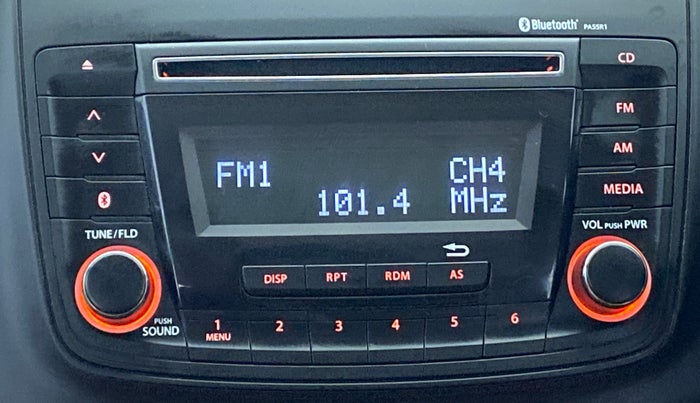 Bluetooth® PA5SR1
CD
FM1 CH4
101.4 MHz
FM
AM
MEDIA
TUNE/FLD
PUSH SOUND
VOL PUSH PWR
DISP RPT RDM AS
1 MENU 2 3 4 5 6